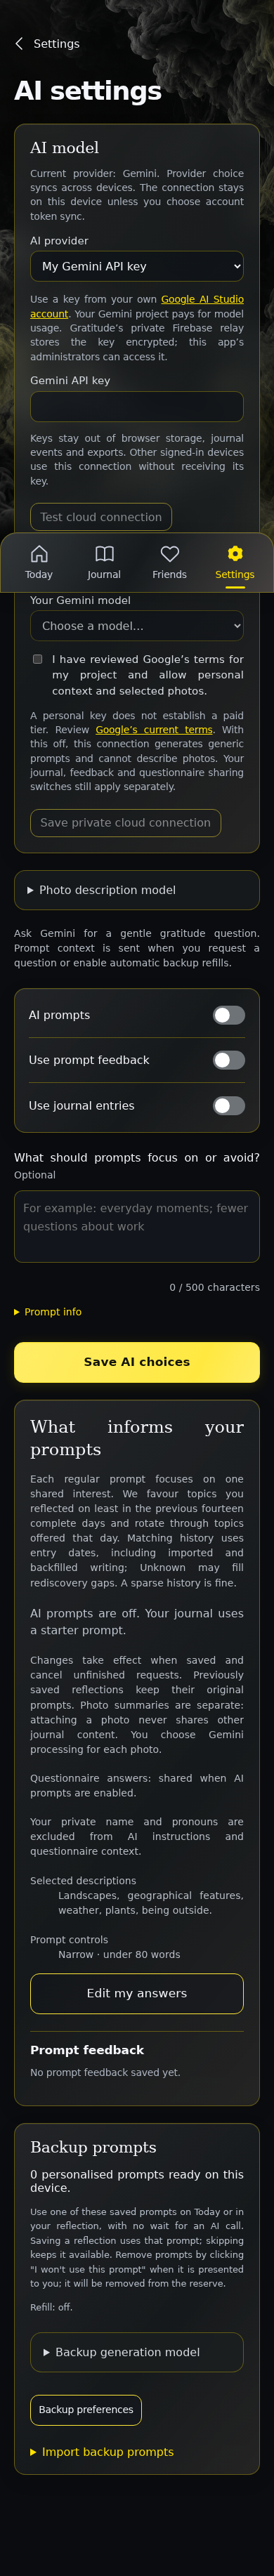 Settings
AI settings
AI model
Current provider: Gemini. Provider choice
syncs across devices. The connection stays
on this device unless you choose account
token sync.
AI provider
My Gemini API key
Use a key from your own Google AI Studio
account. Your Gemini project pays for model
usage. Gratitude’s private Firebase relay
stores the key encrypted; this app’s
administrators can access it.
Gemini API key
Keys stay out of browser storage, journal
events and exports. Other signed-in devices
use this connection without receiving its
key.
Test cloud connection
Today
Journal
Friends
Settings
Your Gemini model
Choose a model...
I have reviewed Google’s terms for
my project and allow personal
context and selected photos.
A personal key does not establish a paid
tier. Review Google’s current terms. With
this off, this connection generates generic
prompts and cannot describe photos. Your
journal, feedback and questionnaire sharing
switches still apply separately.
Save private cloud connection
Photo description model
Ask Gemini for a gentle gratitude question.
Prompt context is sent when you request a
question or enable automatic backup refills.
AI prompts
Use prompt feedback
Use journal entries
What should prompts focus on or avoid?
Optional
For example: everyday moments; fewer
questions about work
0 / 500 characters
Prompt info
Save AI choices
What informs your
prompts
Each regular prompt focuses on one
shared interest. We favour topics you
reflected on least in the previous fourteen
complete days and rotate through topics
offered that day. Matching history uses
entry dates, including imported and
backfilled writing; Unknown may fill
rediscovery gaps. A sparse history is fine.
AI prompts are off. Your journal uses
a starter prompt.
Changes take effect when saved and
cancel unfinished requests. Previously
saved reflections keep their original
prompts. Photo summaries are separate:
attaching a photo never shares other
journal content. You choose Gemini
processing for each photo.
Questionnaire answers: shared when AI
prompts are enabled.
Your private name and pronouns are
excluded from AI instructions and
questionnaire context.
Selected descriptions
Landscapes, geographical features,
weather, plants, being outside.
Prompt controls
Narrow · under 80 words
Edit my answers
Prompt feedback
No prompt feedback saved yet.
Backup prompts
0 personalised prompts ready on this
device.
Use one of these saved prompts on Today or in
your reflection, with no wait for an AI call.
Saving a reflection uses that prompt; skipping
keeps it available. Remove prompts by clicking
"I won't use this prompt" when it is presented
to you; it will be removed from the reserve.
Refill: off.
Backup generation model
Backup preferences
Import backup prompts